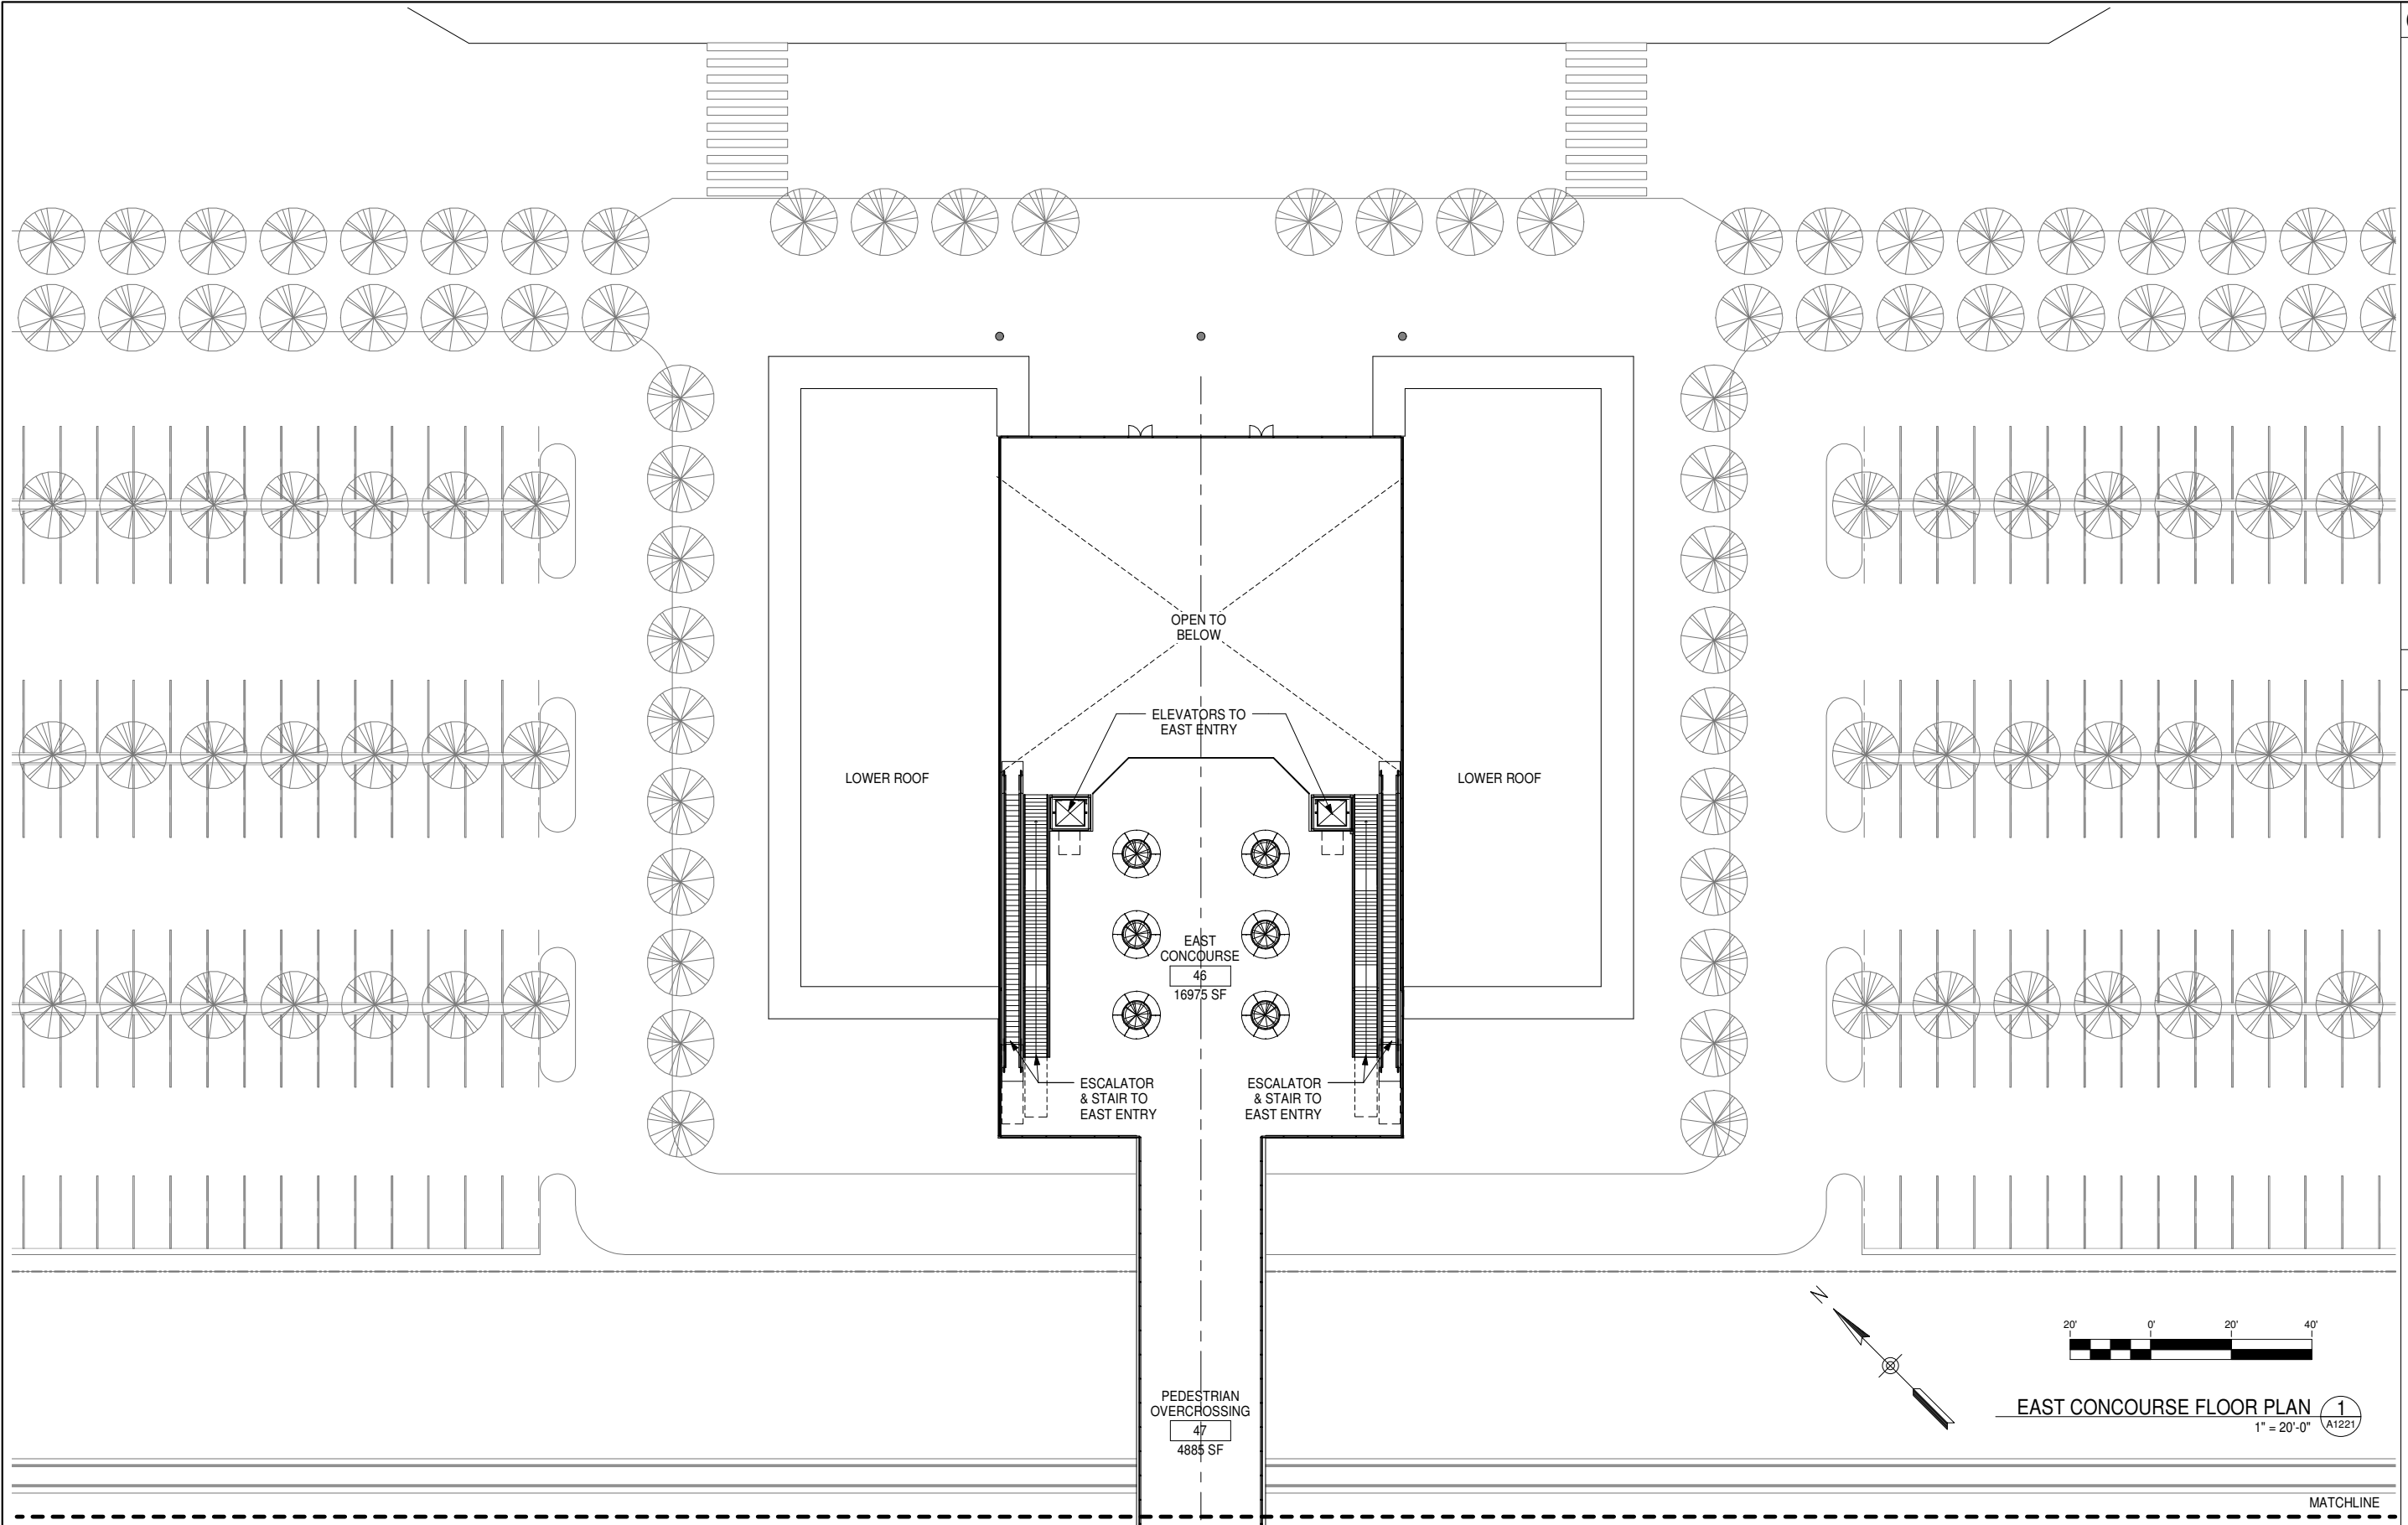 OPEN TO
BELOW
ELEVATORS TO
EAST ENTRY
LOWER ROOF
LOWER ROOF
EAST
CONCOURSE
46
16975 SF
ESCALATOR
& STAIR TO
EAST ENTRY
ESCALATOR
& STAIR TO
EAST ENTRY
N
20'
0'
20'
40'
PEDESTRIAN
OVERCROSSING
47
4885 SF
EAST CONCOURSE FLOOR PLAN
1
A1221
1" = 20'-0"
MATCHLINE